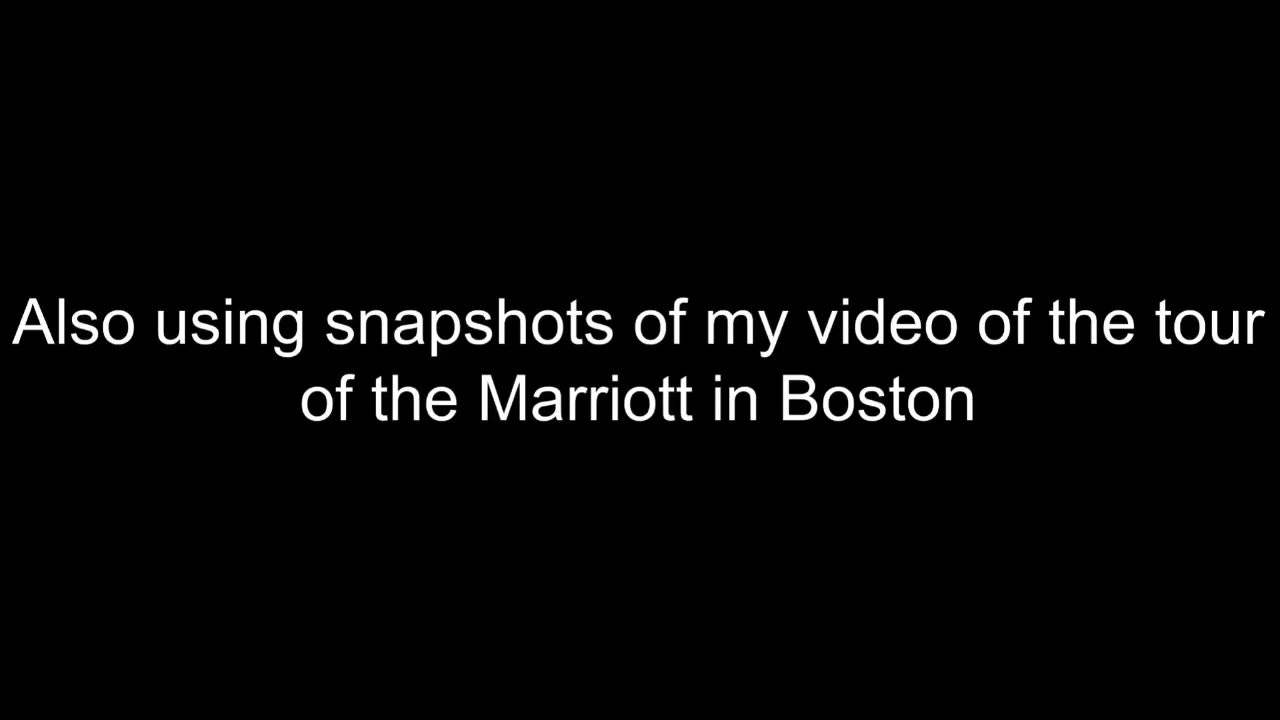 Also using snapshots of my video of the tour
of the Marriott in Boston